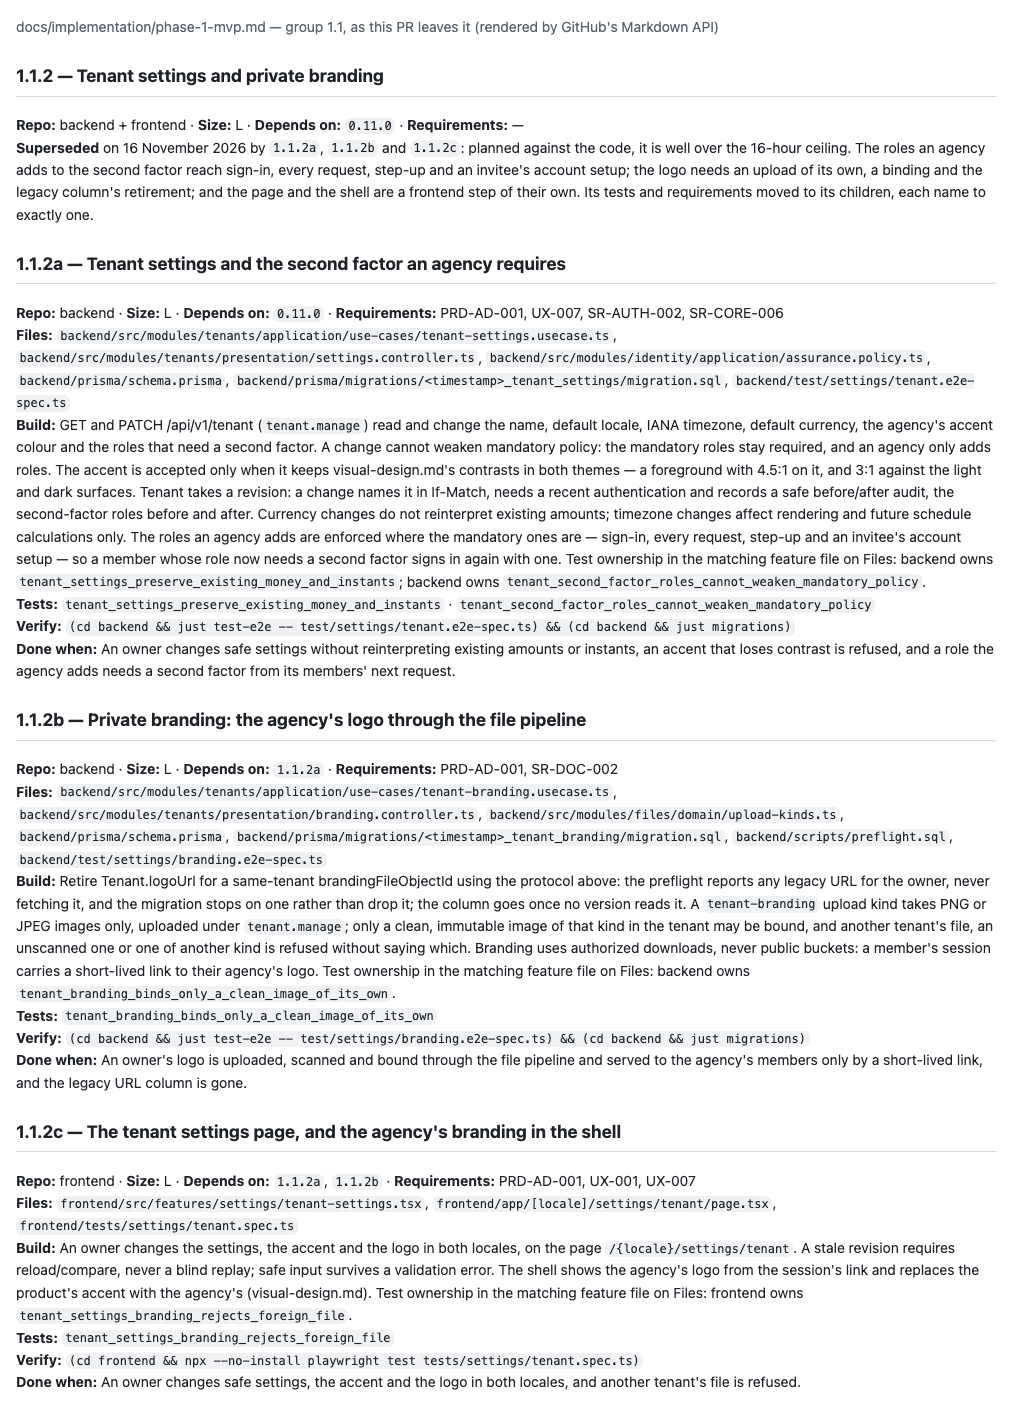 docs/implementation/phase-1-mvp.md — group 1.1, as this PR leaves it (rendered by GitHub's Markdown API)
1.1.2 — Tenant settings and private branding
Repo: backend + frontend · Size: L · Depends on: 0.11.0 · Requirements: —
Superseded on 16 November 2026 by 1.1.2a, 1.1.2b and 1.1.2c: planned against the code, it is well over the 16-hour ceiling. The roles an agency
adds to the second factor reach sign-in, every request, step-up and an invitee's account setup; the logo needs an upload of its own, a binding and the
legacy column's retirement; and the page and the shell are a frontend step of their own. Its tests and requirements moved to its children, each name to
exactly one.
1.1.2a — Tenant settings and the second factor an agency requires
Repo: backend · Size: L · Depends on: 0.11.0 · Requirements: PRD-AD-001, UX-007, SR-AUTH-002, SR-CORE-006
Files: backend/src/modules/tenants/application/use-cases/tenant-settings.usecase.ts,
backend/src/modules/tenants/presentation/settings.controller.ts, backend/src/modules/identity/application/assurance.policy.ts,
backend/prisma/schema.prisma, backend/prisma/migrations/<timestamp>_tenant_settings/migration.sql, backend/test/settings/tenant.e2e-
spec.ts
Build: GET and PATCH /api/v1/tenant (tenant.manage) read and change the name, default locale, IANA timezone, default currency, the agency's accent
colour and the roles that need a second factor. A change cannot weaken mandatory policy: the mandatory roles stay required, and an agency only adds
roles. The accent is accepted only when it keeps visual-design.md's contrasts in both themes — a foreground with 4.5:1 on it, and 3:1 against the light
and dark surfaces. Tenant takes a revision: a change names it in If-Match, needs a recent authentication and records a safe before/after audit, the
second-factor roles before and after. Currency changes do not reinterpret existing amounts; timezone changes affect rendering and future schedule
calculations only. The roles an agency adds are enforced where the mandatory ones are — sign-in, every request, step-up and an invitee's account
setup — so a member whose role now needs a second factor signs in again with one. Test ownership in the matching feature file on Files: backend owns
tenant_settings_preserve_existing_money_and_instants; backend owns tenant_second_factor_roles_cannot_weaken_mandatory_policy.
Tests: tenant_settings_preserve_existing_money_and_instants · tenant_second_factor_roles_cannot_weaken_mandatory_policy
Verify: (cd backend && just test-e2e -- test/settings/tenant.e2e-spec.ts) && (cd backend && just migrations)
Done when: An owner changes safe settings without reinterpreting existing amounts or instants, an accent that loses contrast is refused, and a role the
agency adds needs a second factor from its members' next request.
1.1.2b — Private branding: the agency's logo through the file pipeline
Repo: backend · Size: L · Depends on: 1.1.2a · Requirements: PRD-AD-001, SR-DOC-002
Files: backend/src/modules/tenants/application/use-cases/tenant-branding.usecase.ts,
backend/src/modules/tenants/presentation/branding.controller.ts, backend/src/modules/files/domain/upload-kinds.ts,
backend/prisma/schema.prisma, backend/prisma/migrations/<timestamp>_tenant_branding/migration.sql, backend/scripts/preflight.sql,
backend/test/settings/branding.e2e-spec.ts
Build: Retire Tenant.logoUrl for a same-tenant brandingFileObjectId using the protocol above: the preflight reports any legacy URL for the owner, never
fetching it, and the migration stops on one rather than drop it; the column goes once no version reads it. A tenant-branding upload kind takes PNG or
JPEG images only, uploaded under tenant.manage; only a clean, immutable image of that kind in the tenant may be bound, and another tenant's file, an
unscanned one or one of another kind is refused without saying which. Branding uses authorized downloads, never public buckets: a member's session
carries a short-lived link to their agency's logo. Test ownership in the matching feature file on Files: backend owns
tenant_branding_binds_only_a_clean_image_of_its_own.
Tests: tenant_branding_binds_only_a_clean_image_of_its_own
Verify: (cd backend && just test-e2e -- test/settings/branding.e2e-spec.ts) && (cd backend && just migrations)
Done when: An owner's logo is uploaded, scanned and bound through the file pipeline and served to the agency's members only by a short-lived link,
and the legacy URL column is gone.
1.1.2c — The tenant settings page, and the agency's branding in the shell
Repo: frontend · Size: L · Depends on: 1.1.2a, 1.1.2b · Requirements: PRD-AD-001, UX-001, UX-007
Files: frontend/src/features/settings/tenant-settings.tsx, frontend/app/[locale]/settings/tenant/page.tsx,
frontend/tests/settings/tenant.spec.ts
Build: An owner changes the settings, the accent and the logo in both locales, on the page /{locale}/settings/tenant. A stale revision requires
reload/compare, never a blind replay; safe input survives a validation error. The shell shows the agency's logo from the session's link and replaces the
product's accent with the agency's (visual-design.md). Test ownership in the matching feature file on Files: frontend owns
tenant_settings_branding_rejects_foreign_file.
Tests: tenant_settings_branding_rejects_foreign_file
Verify: (cd frontend && npx --no-install playwright test tests/settings/tenant.spec.ts)
Done when: An owner changes safe settings, the accent and the logo in both locales, and another tenant's file is refused.